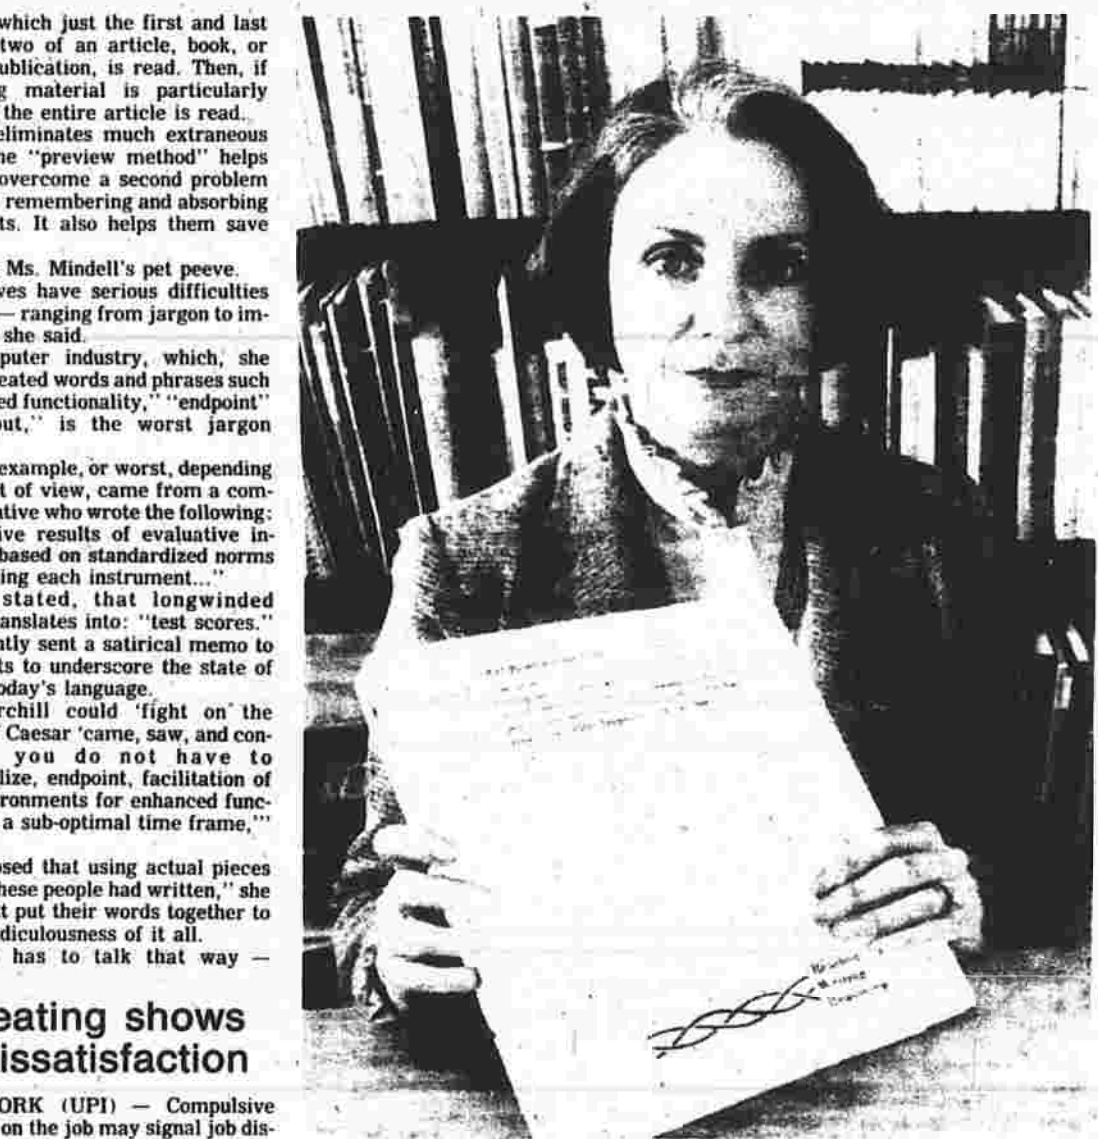 which just the first and last
two of an article, book, or
ublication, is read. Then, if
g material is particularly
the entire article is read.
eliminates much extraneous
he "preview method" helps
overcome a second problem
remembering and absorbing
ts. It also helps them save
Ms. Mindell's pet peeve.
ves have serious difficulties
— ranging from jargon to im-
she said.
puter industry, which, she
eated words and phrases such
ed functionality," "endpoint"
out," is the worst jargon
example, or worst, depending
t of view, came from a com-
ative who wrote the following:
ive results of evaluative in-
based on standardized norms
ing each instrument..."
stated, that longwinded
anslates into: "test scores."
ntly sent a satirical memo to
ts to underscore the state of
oday's language.
rchill could 'fight on the
Caesar 'came, saw, and con-
you do not have to
lize, endpoint, facilitation of
ronments for enhanced func-
a sub-optimal time frame,'"
osed that using actual pieces
hese people had written," she
t put their words together to
diculousness of it all.
has to talk that way —
eating shows
issatisfaction
ORK (UPI) — Compulsive
on the job may signal job dis-